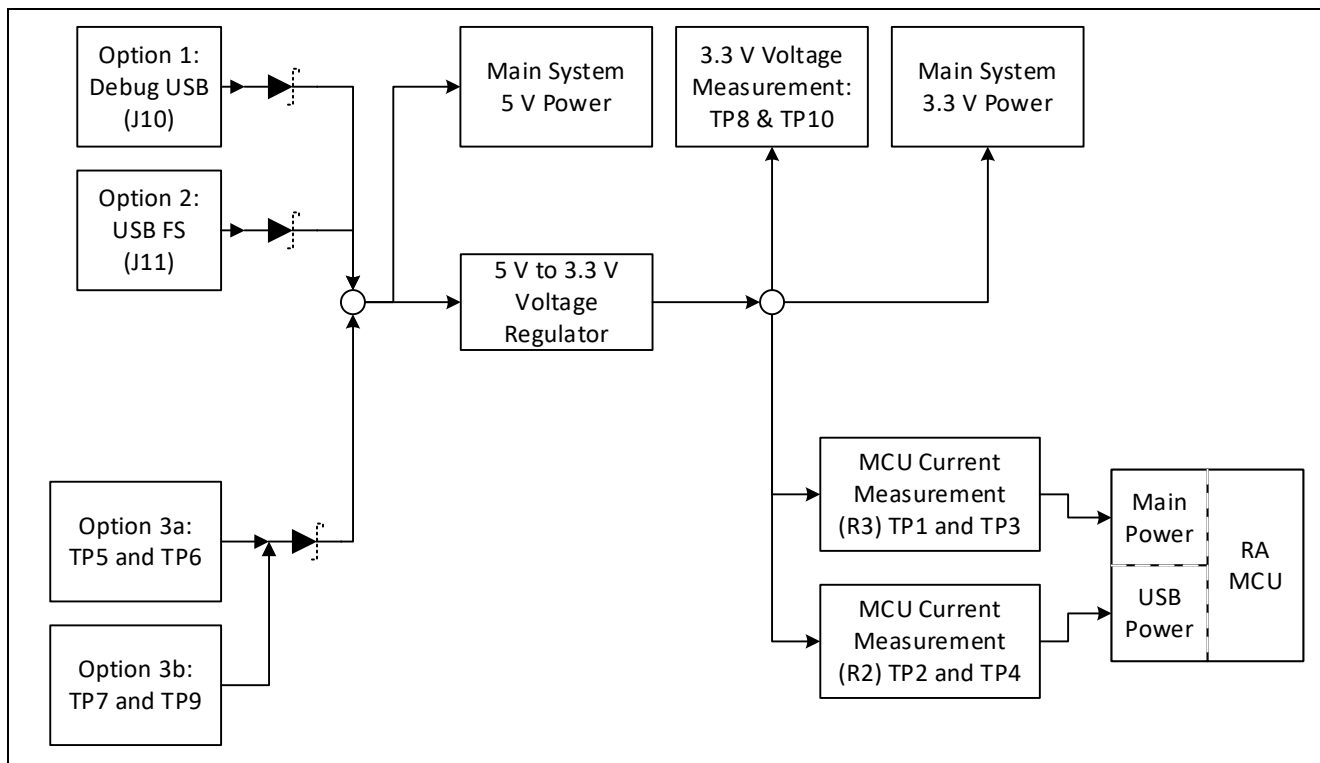 Option 1:
Debug USB
(J10)
Main System
5 V Power
3.3 V Voltage
Measurement:
TP8 & TP10
Main System
3.3 V Power
Option 2:
USB FS
(J11)
5 V to 3.3 V
Voltage
Regulator
Option 3a:
TP5 and TP6
MCU Current
Measurement
(R3) TP1 and TP3
Main
Power
RA
MCU
Option 3b:
TP7 and TP9
MCU Current
Measurement
(R2) TP2 and TP4
USB
Power